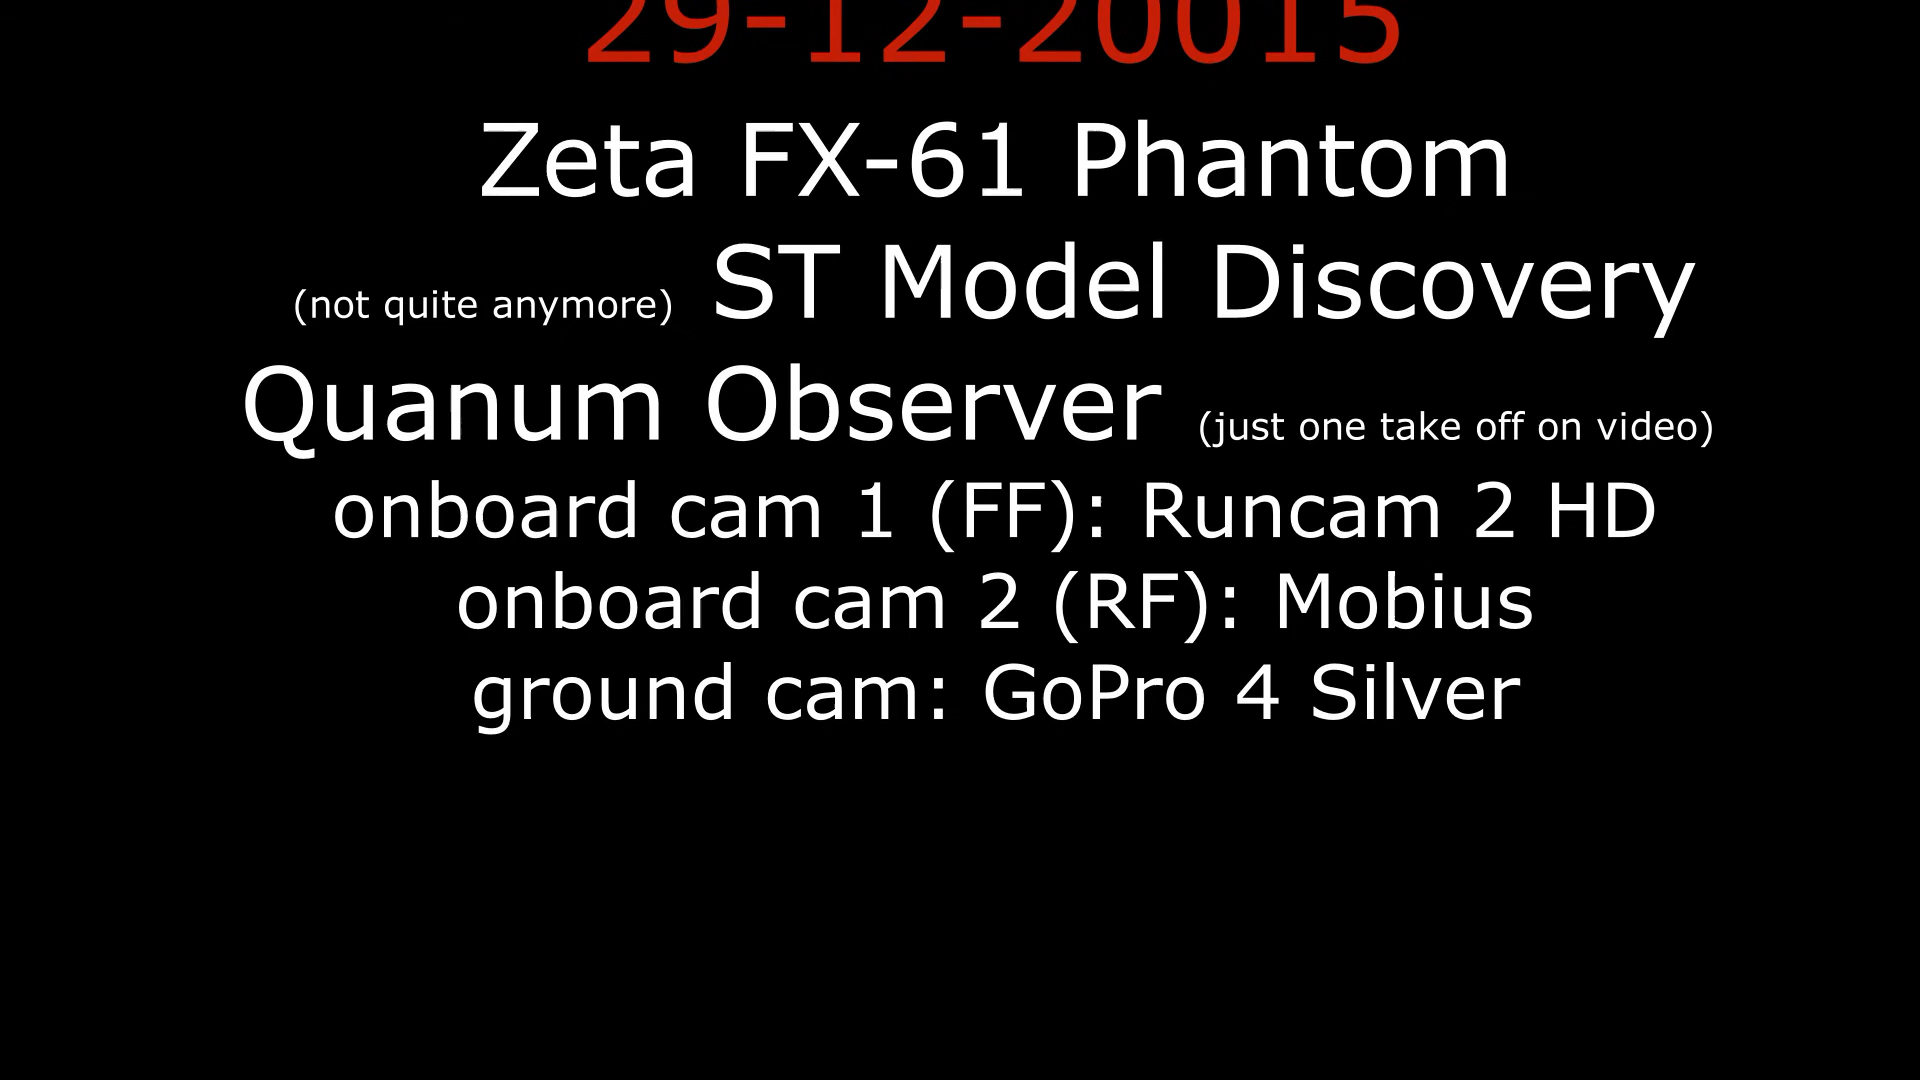 29-12-20015
Zeta FX-61 Phantom
(not quite anymore) ST Model Discovery
Quanum Observer (just one take off on video)
onboard cam 1 (FF): Runcam 2 HD
onboard cam 2 (RF): Mobius
ground cam: GoPro 4 Silver